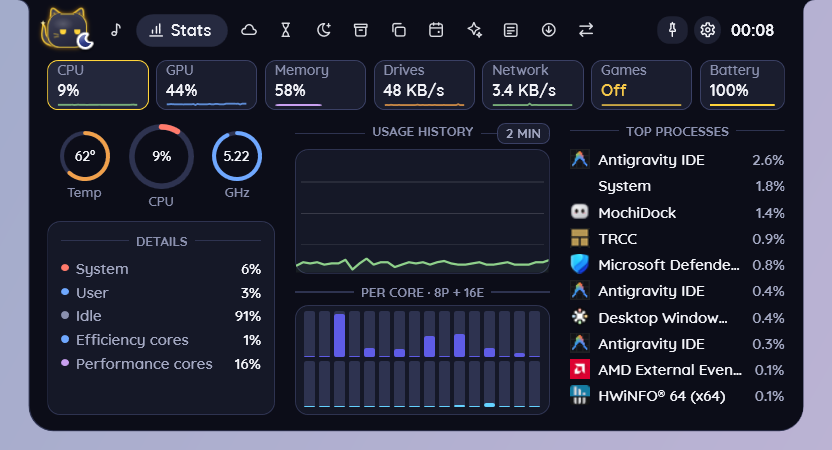 Stats
00:08
CPU
9%
GPU
44%
Memory
58%
Drives
48 KB/s
Network
3.4 KB/s
Games
Off
Battery
100%
62°
Temp
9%
CPU
5.22
GHz
DETAILS
System 6%
User 3%
Idle 91%
Efficiency cores 1%
Performance cores 16%
USAGE HISTORY
2 MIN
PER CORE · 8P + 16E
TOP PROCESSES
Antigravity IDE 2.6%
System 1.8%
MochiDock 1.4%
TRCC 0.9%
Microsoft Defende... 0.8%
Antigravity IDE 0.4%
Desktop Window... 0.4%
Antigravity IDE 0.3%
AMD External Even... 0.1%
HWiNFO® 64 (x64) 0.1%